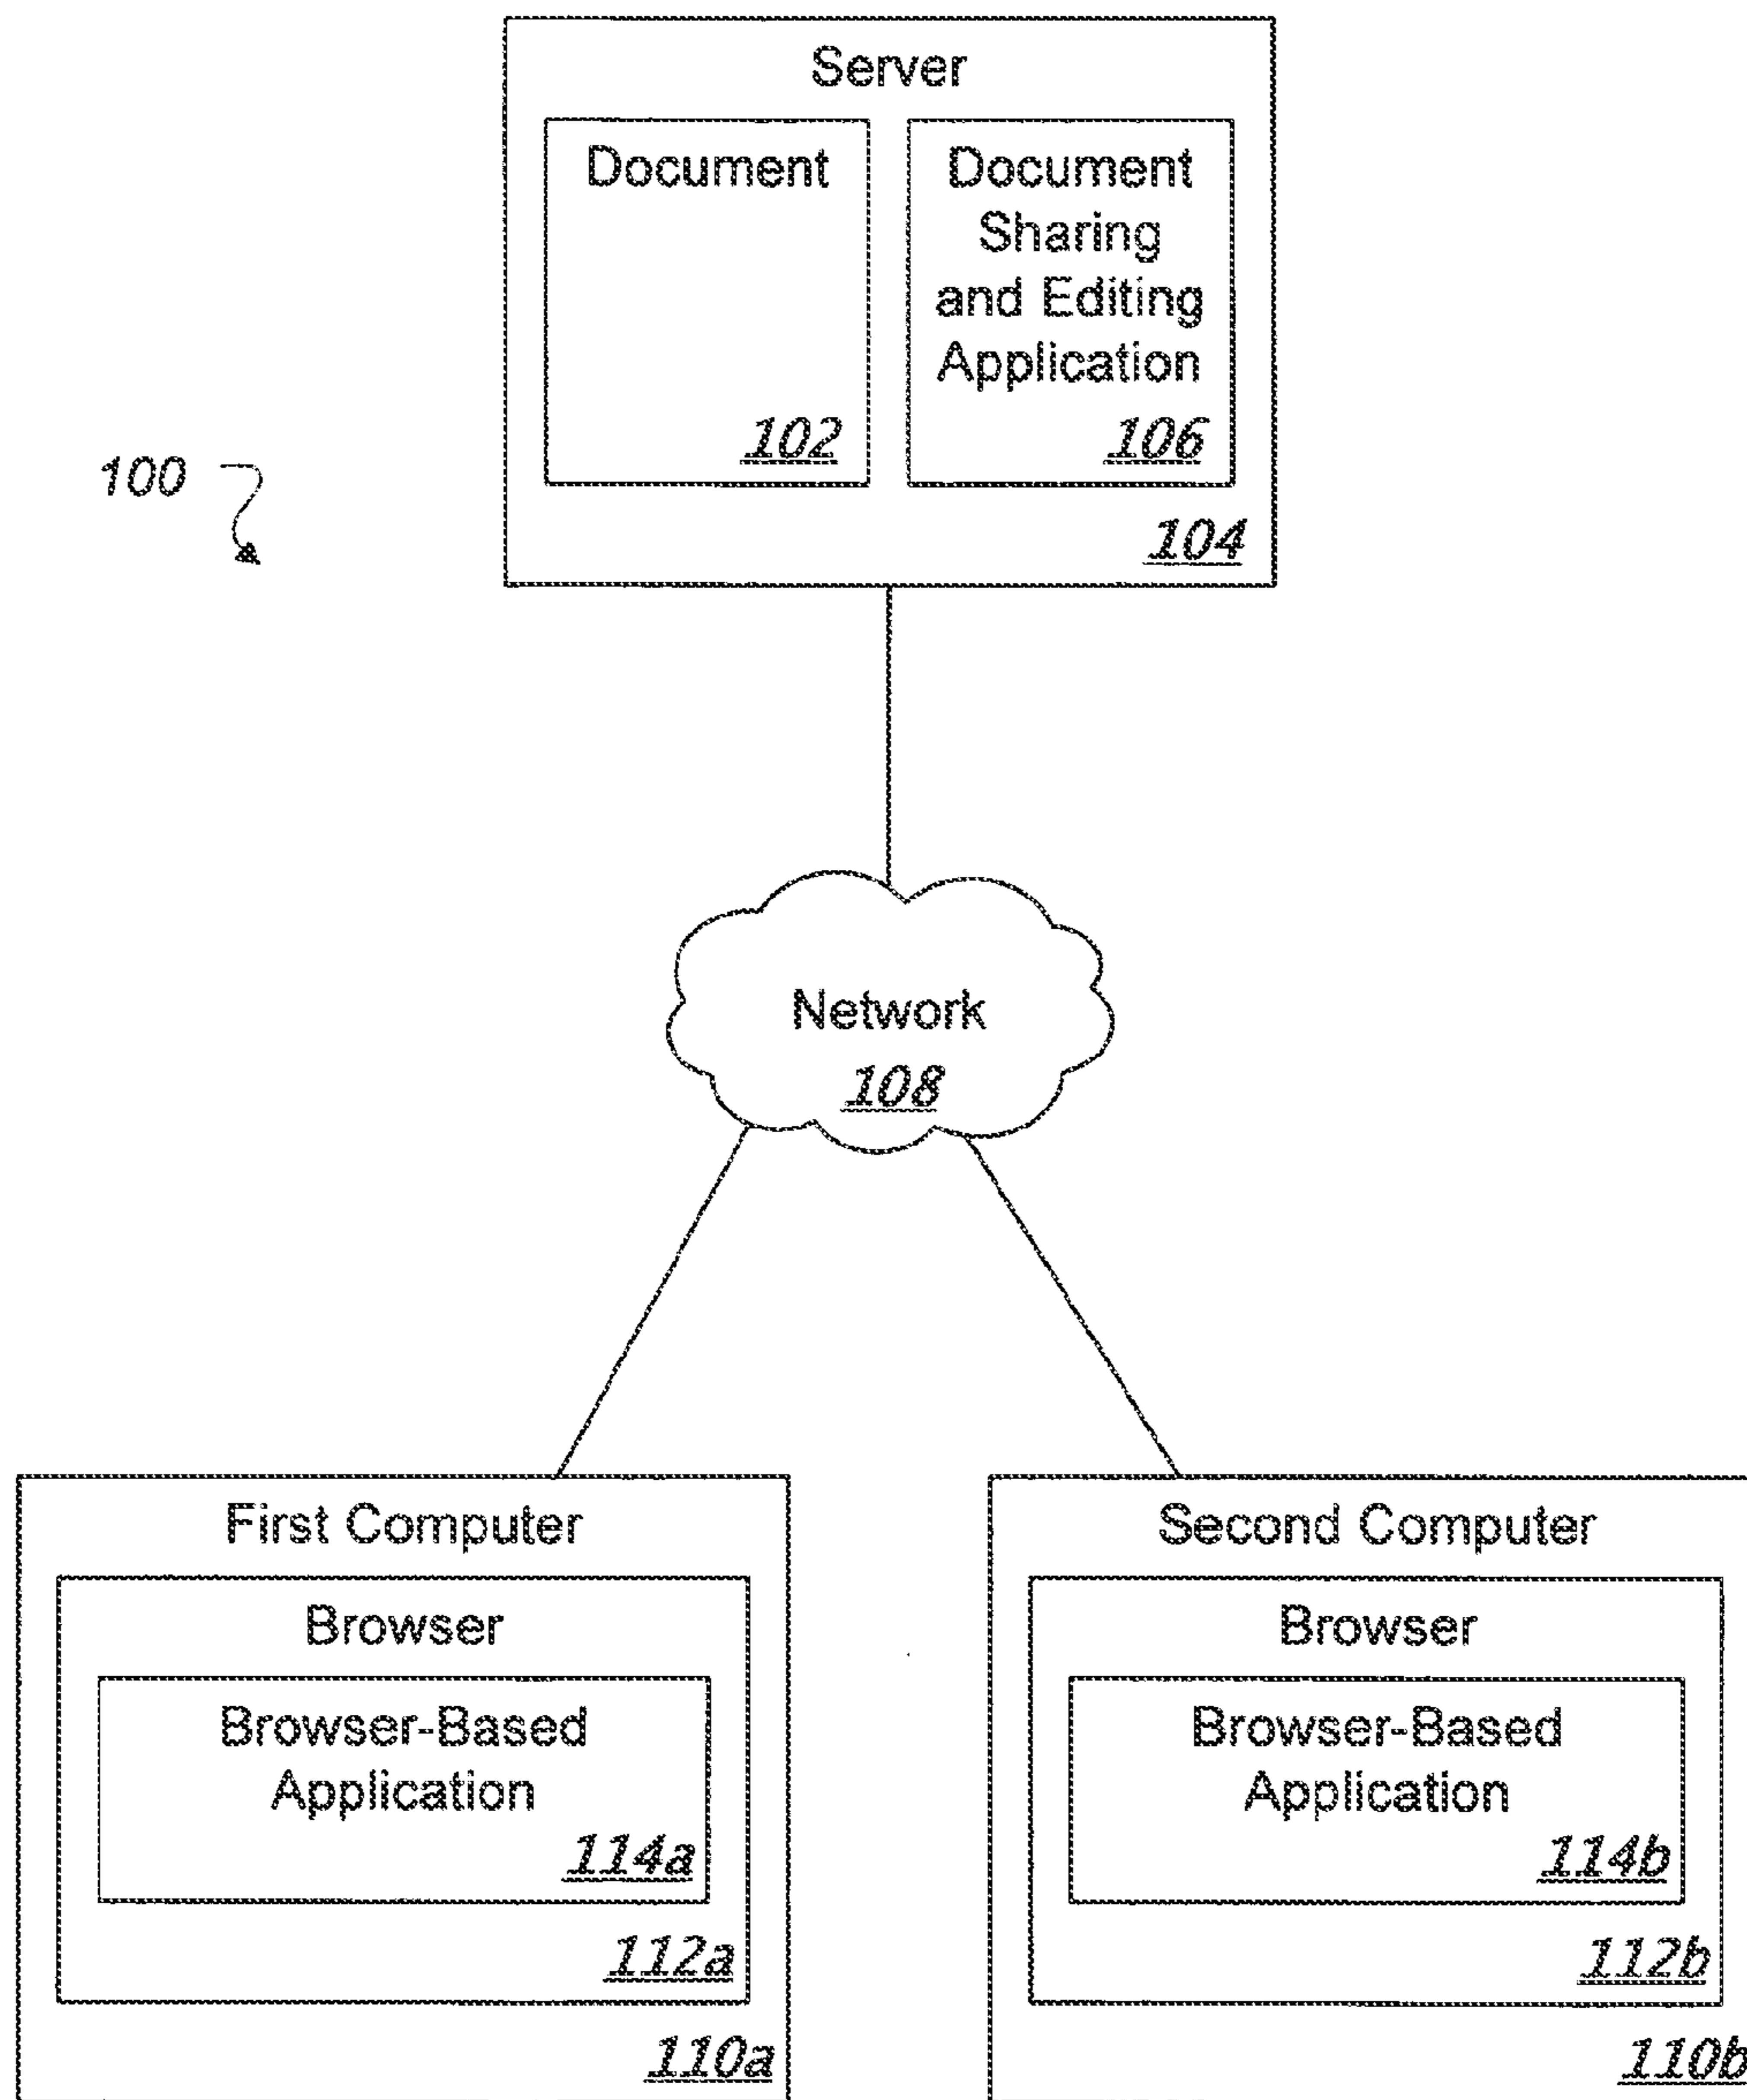 Server
Document
102
Document
Sharing
and Editing
Application
106
104
100
Network
108
First Computer
Browser
Browser-Based
Application
114a
112a
110a
Second Computer
Browser
Browser-Based
Application
114b
112b
110b